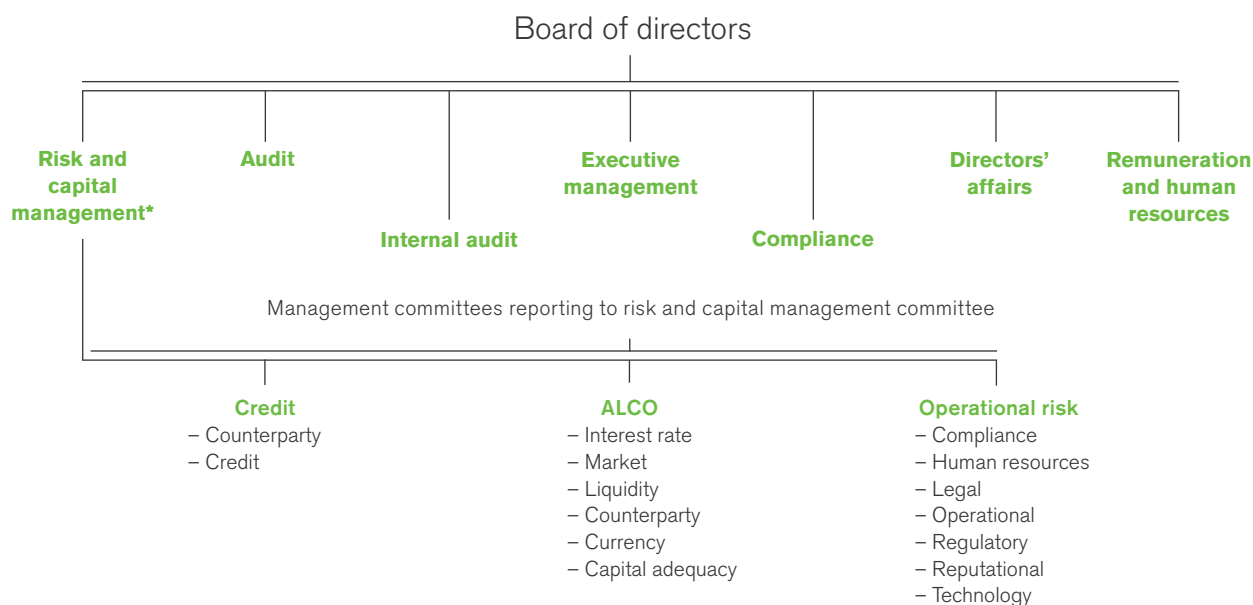 Board of directors
Risk and
capital
management*
Audit
Internal audit
Executive
management
Compliance
Directors’
affairs
Remuneration
and human
resources
Management committees reporting to risk and capital management committee
Credit
– Counterparty
– Credit
ALCO
– Interest rate
– Market
– Liquidity
– Counterparty
– Currency
– Capital adequacy
Operational risk
– Compliance
– Human resources
– Legal
– Operational
– Regulatory
– Reputational
– Technology